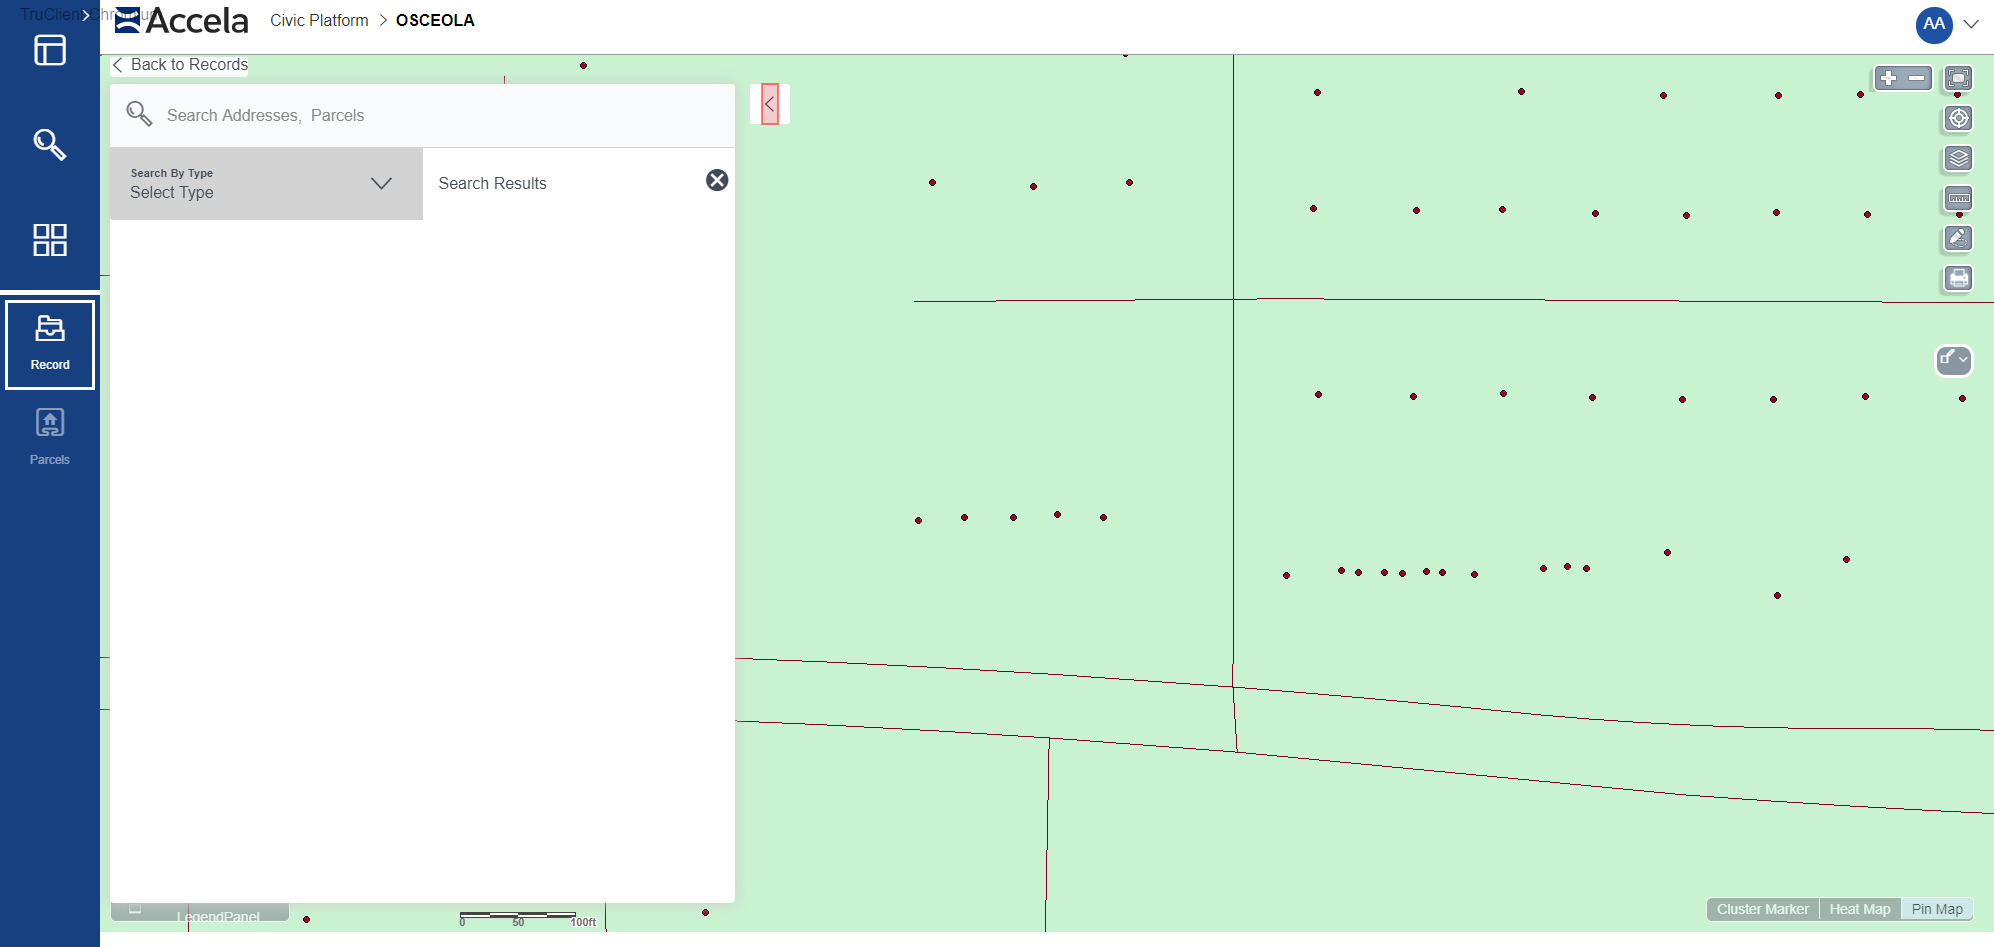 TruClient Chromium
Accela
Civic Platform > OSCEOLA
AA
Back to Records
Search Addresses, Parcels
Search By Type
Select Type
Search Results
Record
Parcels
LegendPanel
0 50 100ft
Cluster Marker Heat Map Pin Map